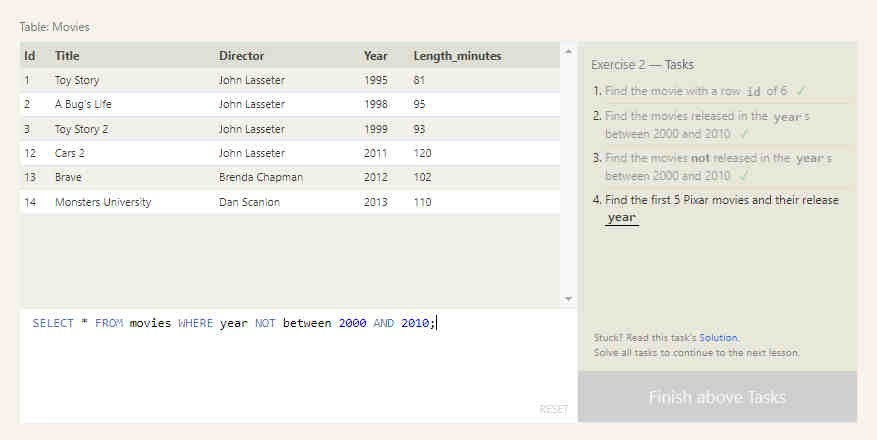 Table: Movies
Id Title Director Year Length_minutes
1 Toy Story John Lasseter 1995 81
2 A Bug's Life John Lasseter 1998 95
3 Toy Story 2 John Lasseter 1999 93
12 Cars 2 John Lasseter 2011 120
13 Brave Brenda Chapman 2012 102
14 Monsters University Dan Scanlon 2013 110
SELECT * FROM movies WHERE year NOT between 2000 AND 2010;
RESET
Exercise 2 — Tasks
1. Find the movie with a row id of 6 ✓
2. Find the movies released in the years
between 2000 and 2010 ✓
3. Find the movies not released in the years
between 2000 and 2010 ✓
4. Find the first 5 Pixar movies and their release
year
Stuck? Read this task's Solution.
Solve all tasks to continue to the next lesson.
Finish above Tasks